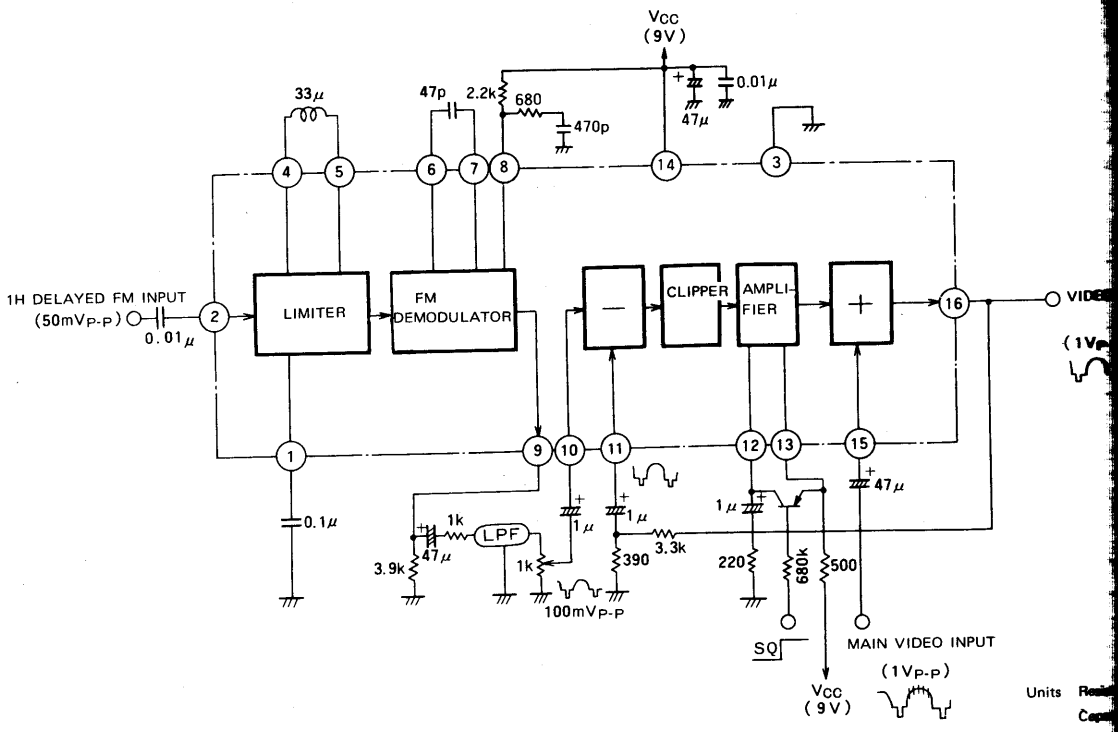 VCC
(9V)
33μ
47p
2.2k
680
470p
+
47μ
0.01μ
4
5
6
7
8
14
3
1H DELAYED FM INPUT
(50mVP-P)
0.01μ
2
LIMITER
FM
DEMODULATOR
−
CLIPPER
AMPLI-
FIER
+
16
VIDEO
(1VP-
1
9
10
11
12
13
15
0.1μ
+
47μ
3.9k
1k
LPF
1k
+
1μ
100mVP-P
+
1μ
390
3.3k
1μ
+
220
680k
500
+
47μ
SQ
VCC
(9V)
MAIN VIDEO INPUT
(1VP-P)
Units